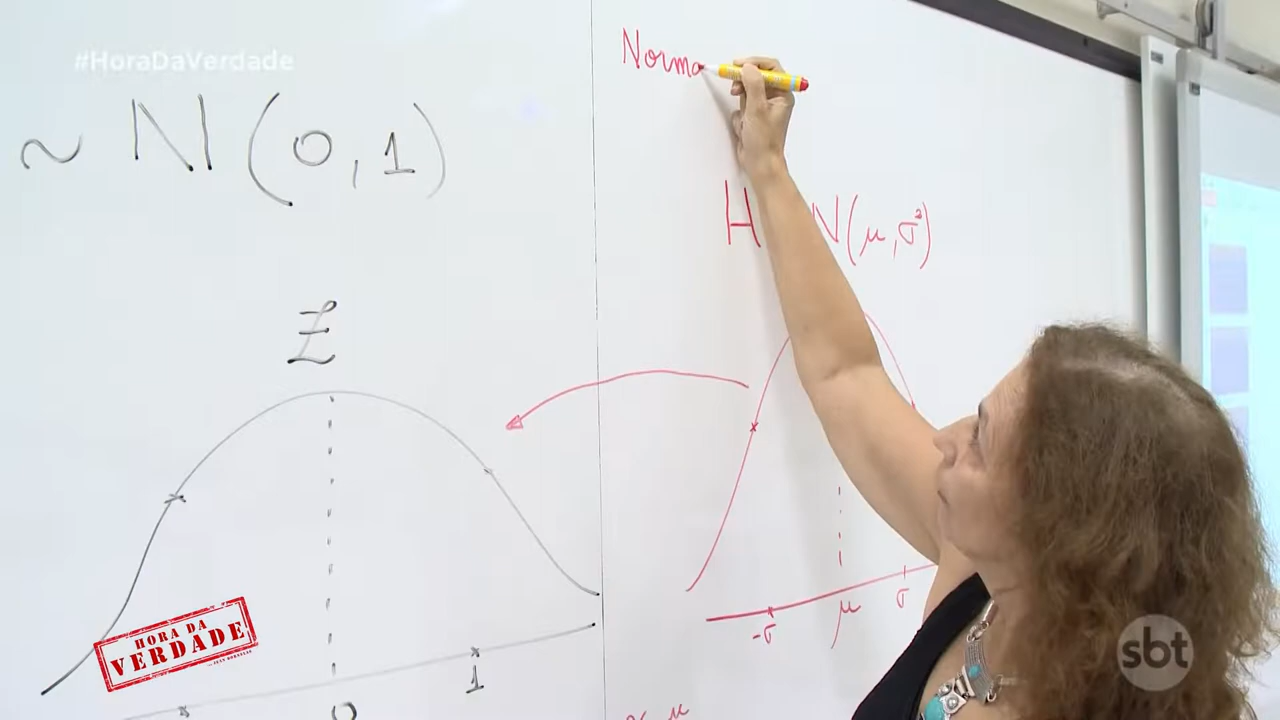 #HoraDaVerdade
~ N(0,1)
Z
0
1
HORA DA
VERDADE
Norma
H N(μ,σ²)
-σ μ σ
μ
sbt